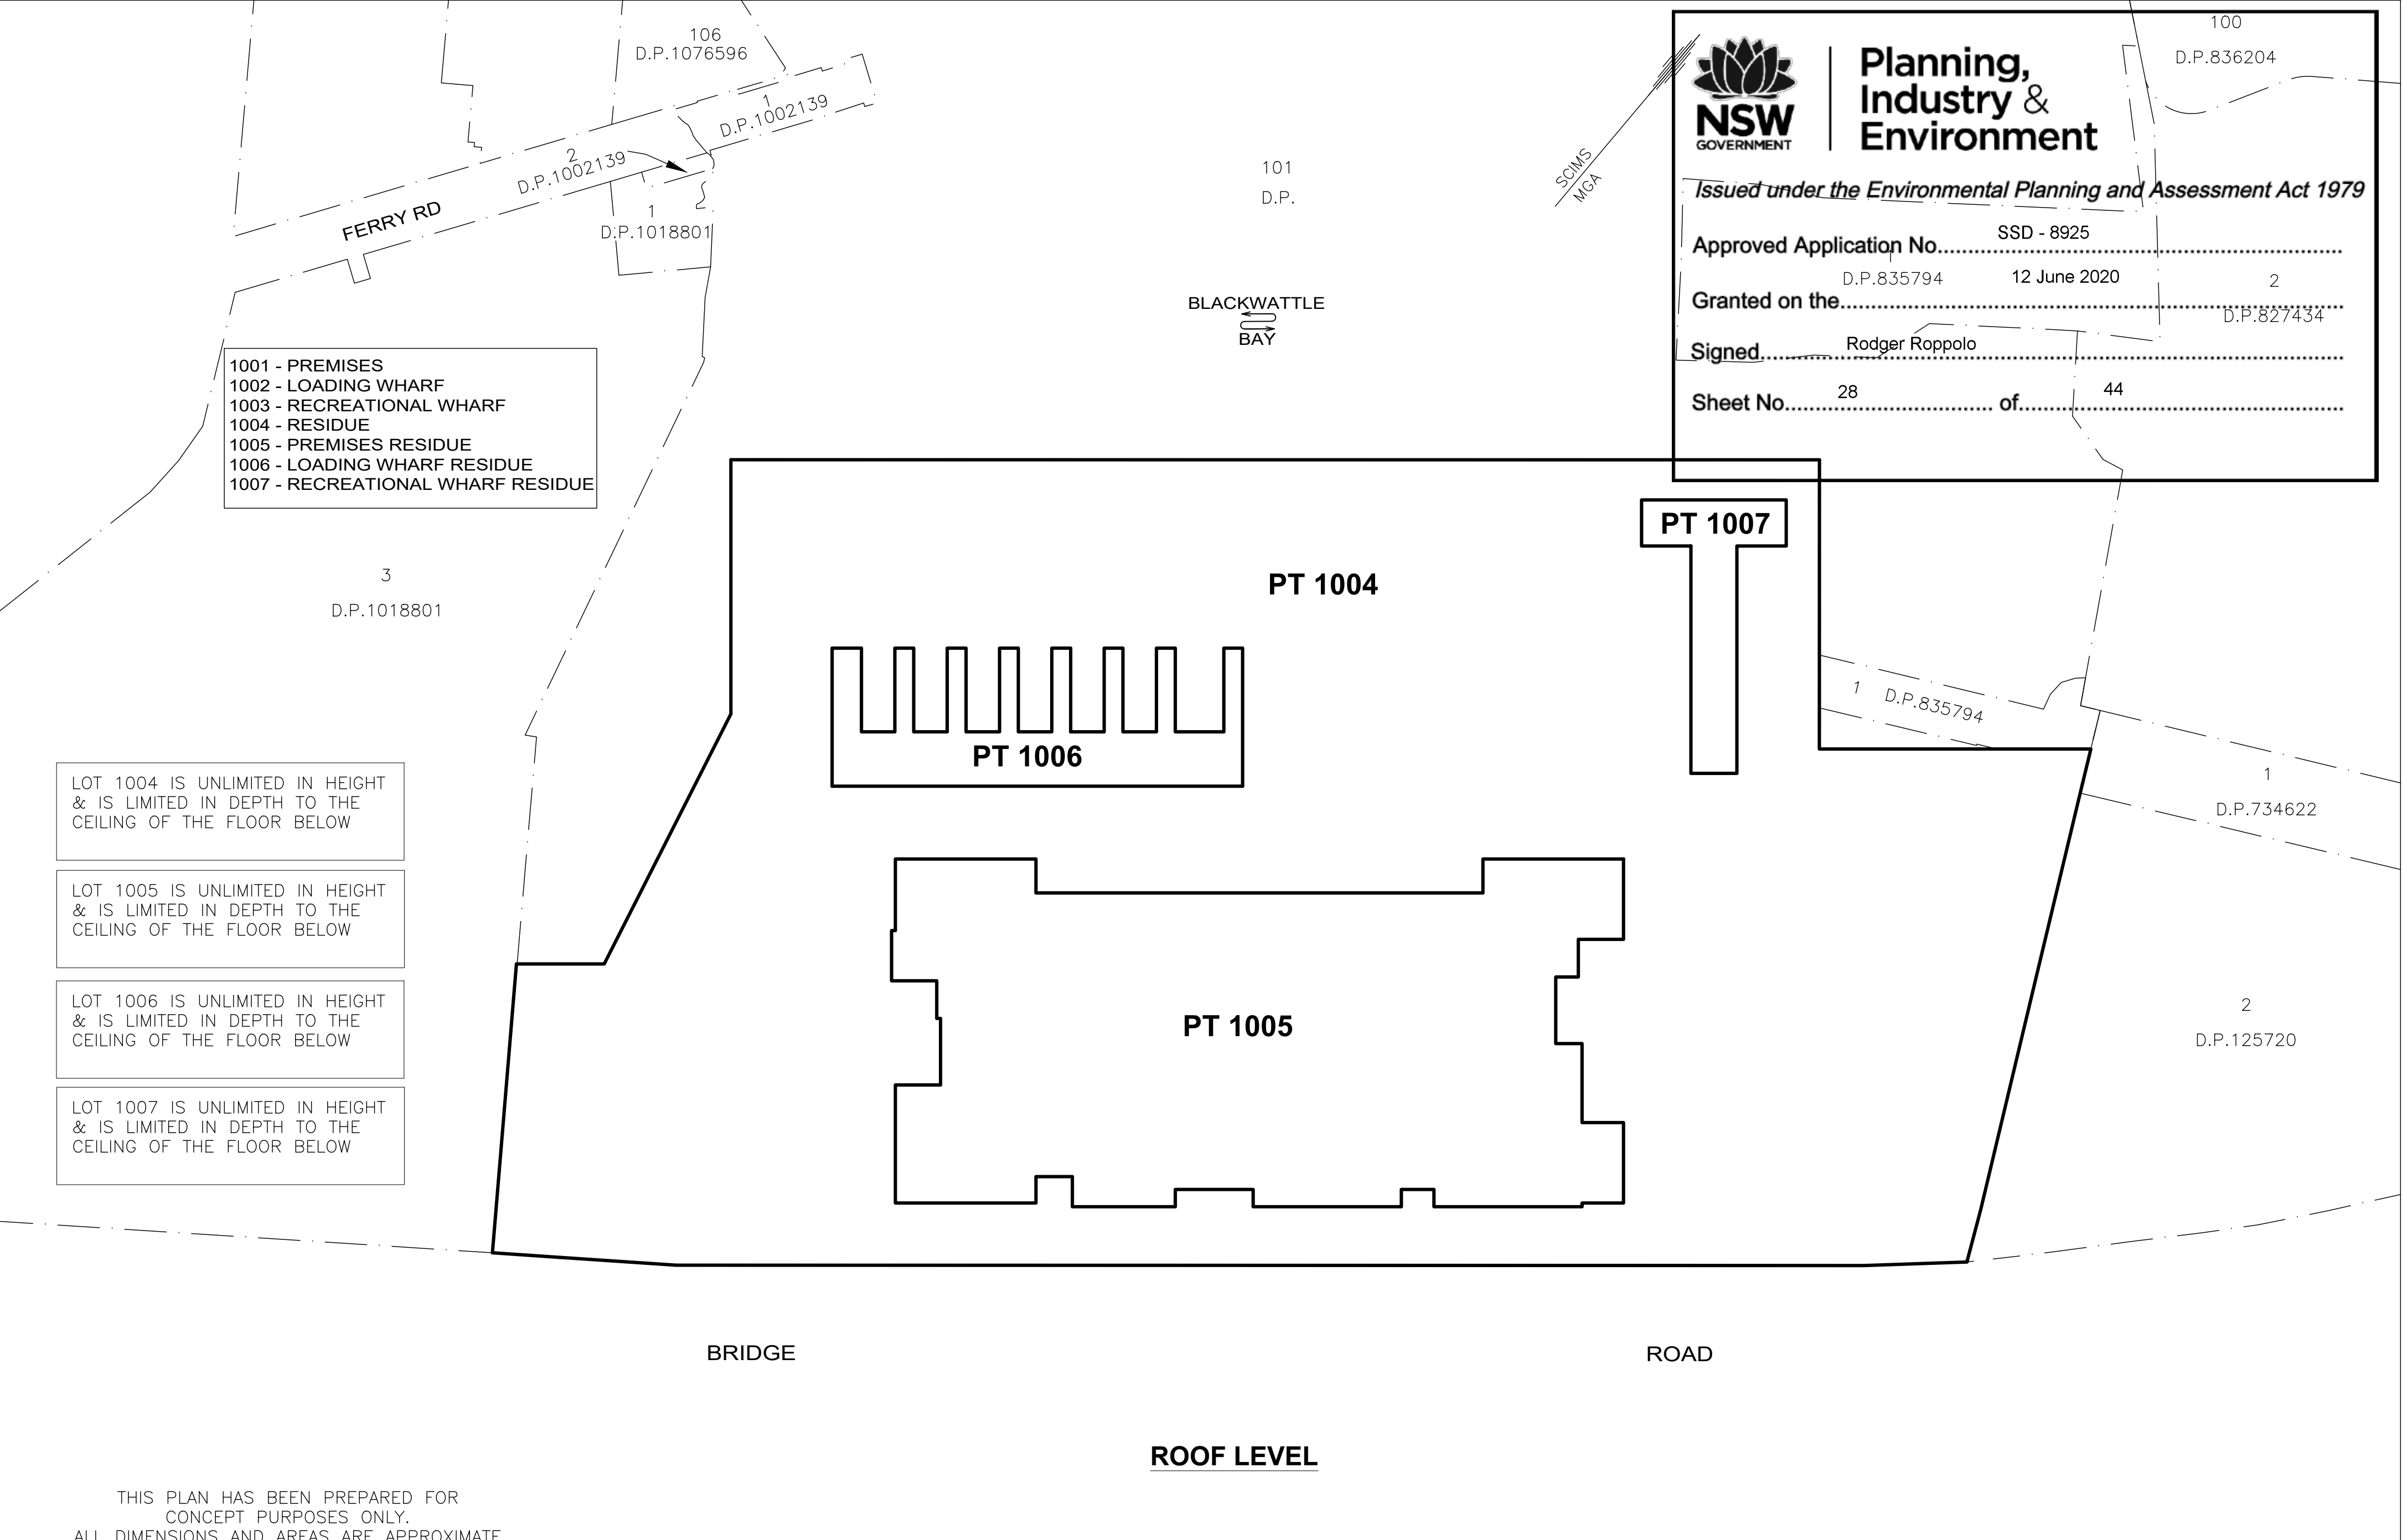 106
D.P.1076596
1
D.P.1002139
2
D.P.1002139
FERRY RD
1
D.P.1018801
101
D.P.
SCIMS
MGA
BLACKWATTLE
BAY
100
D.P.836204
NSW
GOVERNMENT
Planning,
Industry &
Environment
Issued under the Environmental Planning and Assessment Act 1979
Approved Application No. SSD - 8925
1
D.P.835794
Granted on the 12 June 2020
2
D.P.827434
Signed Rodger Roppolo
Sheet No. 28 of 44
1001 - PREMISES
1002 - LOADING WHARF
1003 - RECREATIONAL WHARF
1004 - RESIDUE
1005 - PREMISES RESIDUE
1006 - LOADING WHARF RESIDUE
1007 - RECREATIONAL WHARF RESIDUE
3
D.P.1018801
PT 1007
PT 1004
PT 1006
1 D.P.835794
1
D.P.734622
LOT 1004 IS UNLIMITED IN HEIGHT
& IS LIMITED IN DEPTH TO THE
CEILING OF THE FLOOR BELOW
LOT 1005 IS UNLIMITED IN HEIGHT
& IS LIMITED IN DEPTH TO THE
CEILING OF THE FLOOR BELOW
LOT 1006 IS UNLIMITED IN HEIGHT
& IS LIMITED IN DEPTH TO THE
CEILING OF THE FLOOR BELOW
LOT 1007 IS UNLIMITED IN HEIGHT
& IS LIMITED IN DEPTH TO THE
CEILING OF THE FLOOR BELOW
PT 1005
2
D.P.125720
BRIDGE ROAD
ROOF LEVEL
THIS PLAN HAS BEEN PREPARED FOR
CONCEPT PURPOSES ONLY.
ALL DIMENSIONS AND AREAS ARE APPROXIMATE